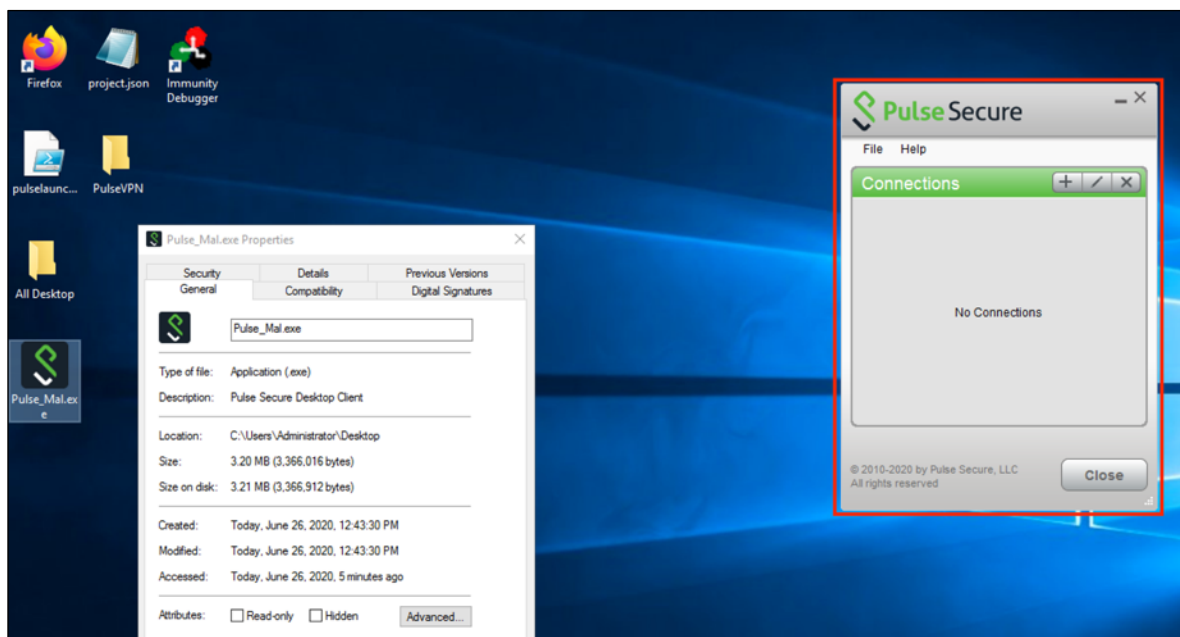 Firefox
project.json
Immunity
Debugger
pulselaunc...
PulseVPN
All Desktop
Pulse_Mal.ex
e
Pulse_Mal.exe Properties
Security Details Previous Versions
General Compatibility Digital Signatures
Pulse_Mal.exe
Type of file: Application (.exe)
Description: Pulse Secure Desktop Client
Location: C:\Users\Administrator\Desktop
Size: 3.20 MB (3,366,016 bytes)
Size on disk: 3.21 MB (3,366,912 bytes)
Created: Today, June 26, 2020, 12:43:30 PM
Modified: Today, June 26, 2020, 12:43:30 PM
Accessed: Today, June 26, 2020, 5 minutes ago
Attributes: Read-only Hidden Advanced...
Pulse Secure
File Help
Connections
No Connections
© 2010-2020 by Pulse Secure, LLC
All rights reserved
Close